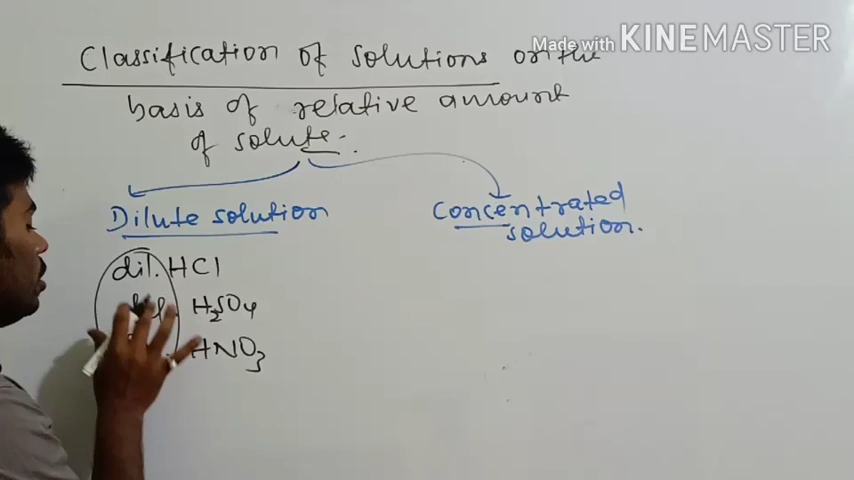 Classification of solutions on the
Made with KINEMASTER
basis of relative amount
of solute.
Dilute solution
Concentrated
solution.
dil. HCl
H2SO4
HNO3